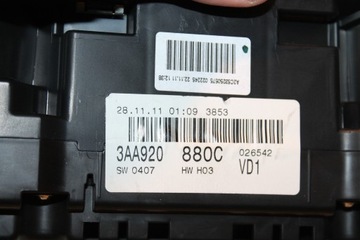 28.11.11 01:09 3853
3AA920 880C 026542
SW 0407 HW H03 VD1